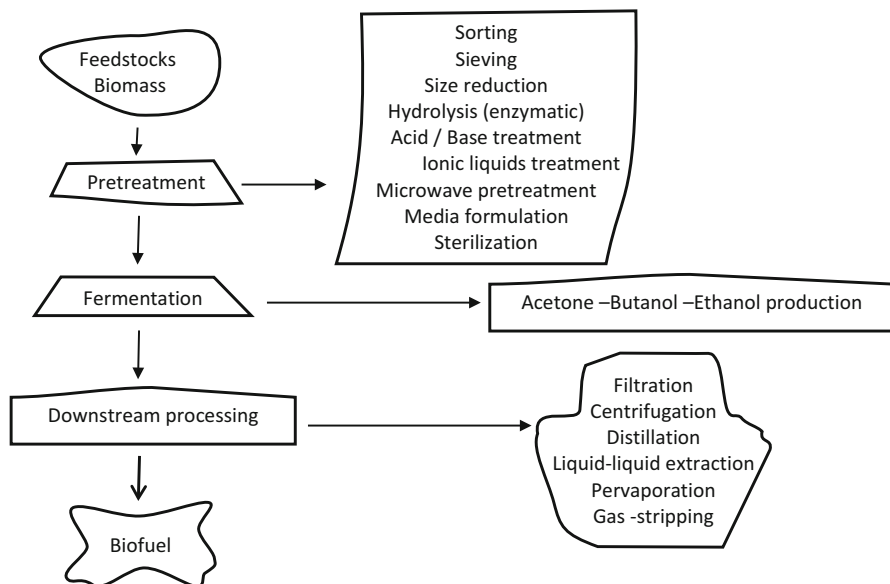 Feedstocks
Biomass
Pretreatment
Sorting
Sieving
Size reduction
Hydrolysis (enzymatic)
Acid / Base treatment
Ionic liquids treatment
Microwave pretreatment
Media formulation
Sterilization
Fermentation
Acetone –Butanol –Ethanol production
Downstream processing
Filtration
Centrifugation
Distillation
Liquid-liquid extraction
Pervaporation
Gas -stripping
Biofuel